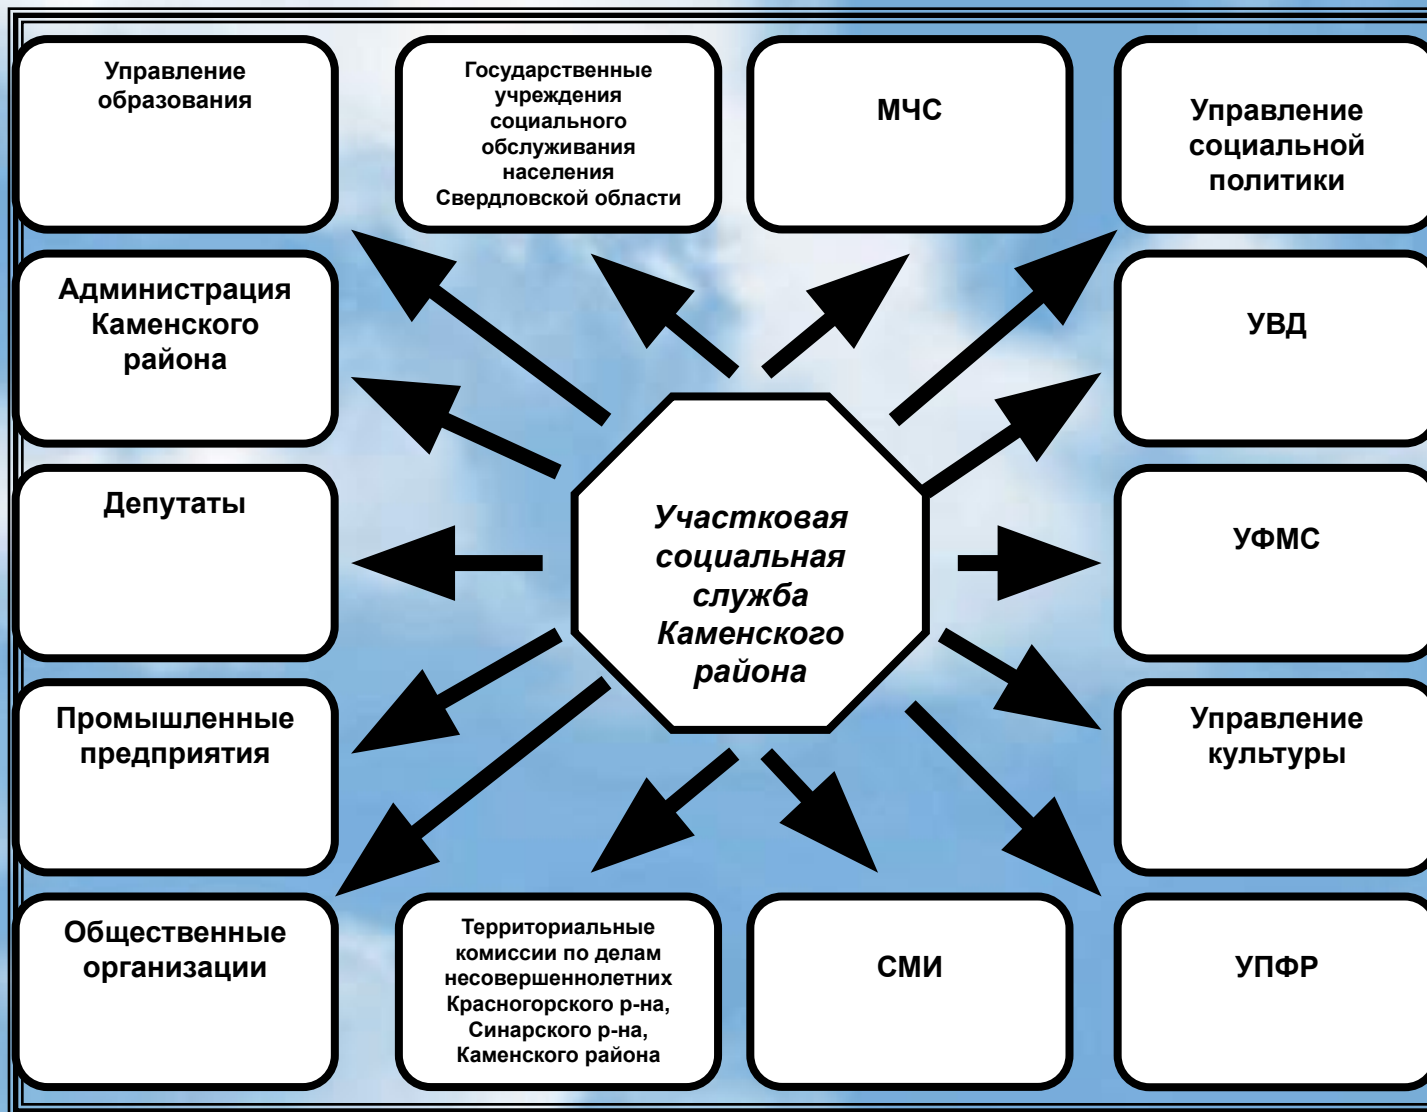 Управление
образования
Государственные
учреждения
социального
обслуживания
населения
Свердловской области
МЧС
Управление
социальной
политики
Администрация
Каменского
района
УВД
Депутаты
Участковая
социальная
служба
Каменского
района
УФМС
Промышленные
предприятия
Управление
культуры
Общественные
организации
Территориальные
комиссии по делам
несовершеннолетних
Красногорского р-на,
Синарского р-на,
Каменского района
СМИ
УПФР